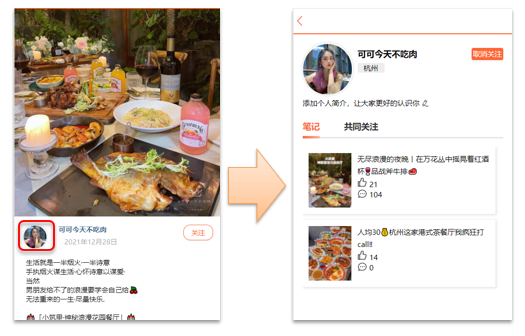 可可今天不吃肉
2021年12月28日
关注
生活就是一半烟火·一半诗意
手执烟火谋生活·心怀诗意以谋爱·
当然
男朋友给不了的浪漫要学会自己给🍒
无法重来的一生·尽量快乐.
🏰「小筑里·神秘浪漫花园餐厅」🏰
可可今天不吃肉
取消关注
杭州
添加个人简介，让大家更好的认识你
笔记
共同关注
无尽浪漫的夜晚丨在万花丛中摇晃着红酒
杯🍷品战斧牛排🥩
21
104
人均30💰杭州这家港式茶餐厅我疯狂打
call‼️
14
0